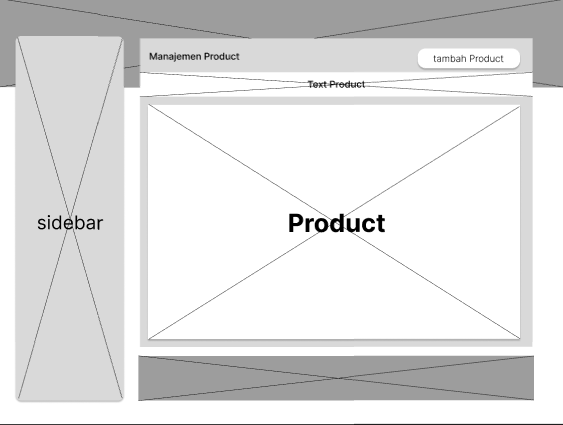 Manajemen Product
tambah Product
Text Product
sidebar
Product